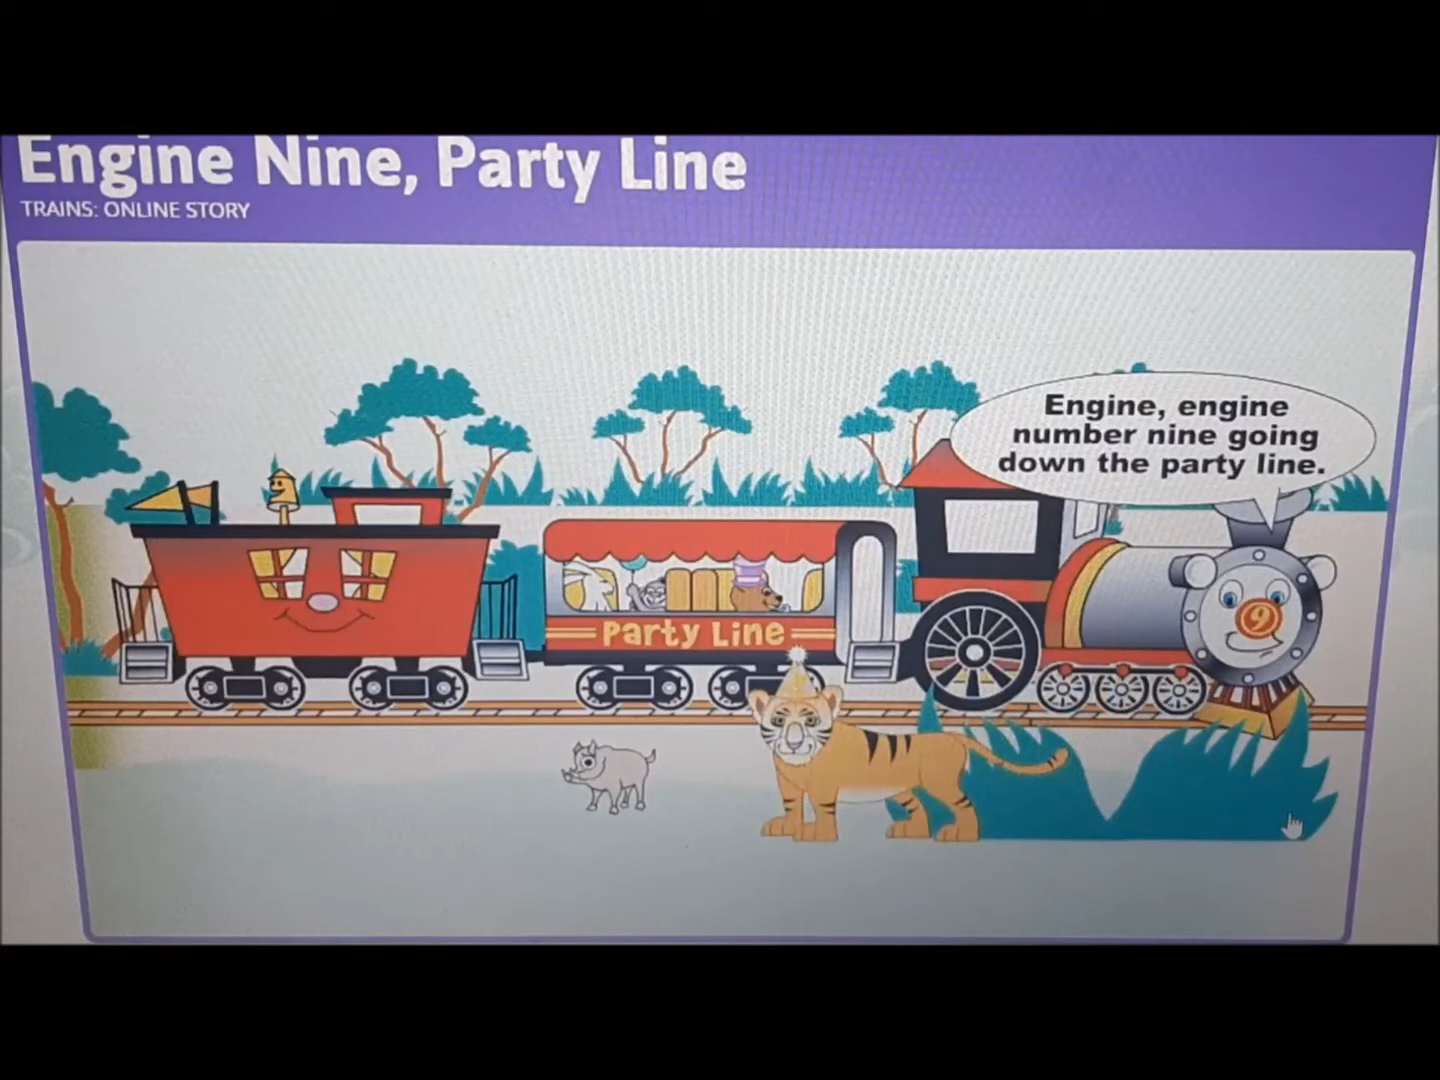 Engine Nine, Party Line
TRAINS: ONLINE STORY
Engine, engine
number nine going
down the party line.
Party Line
9